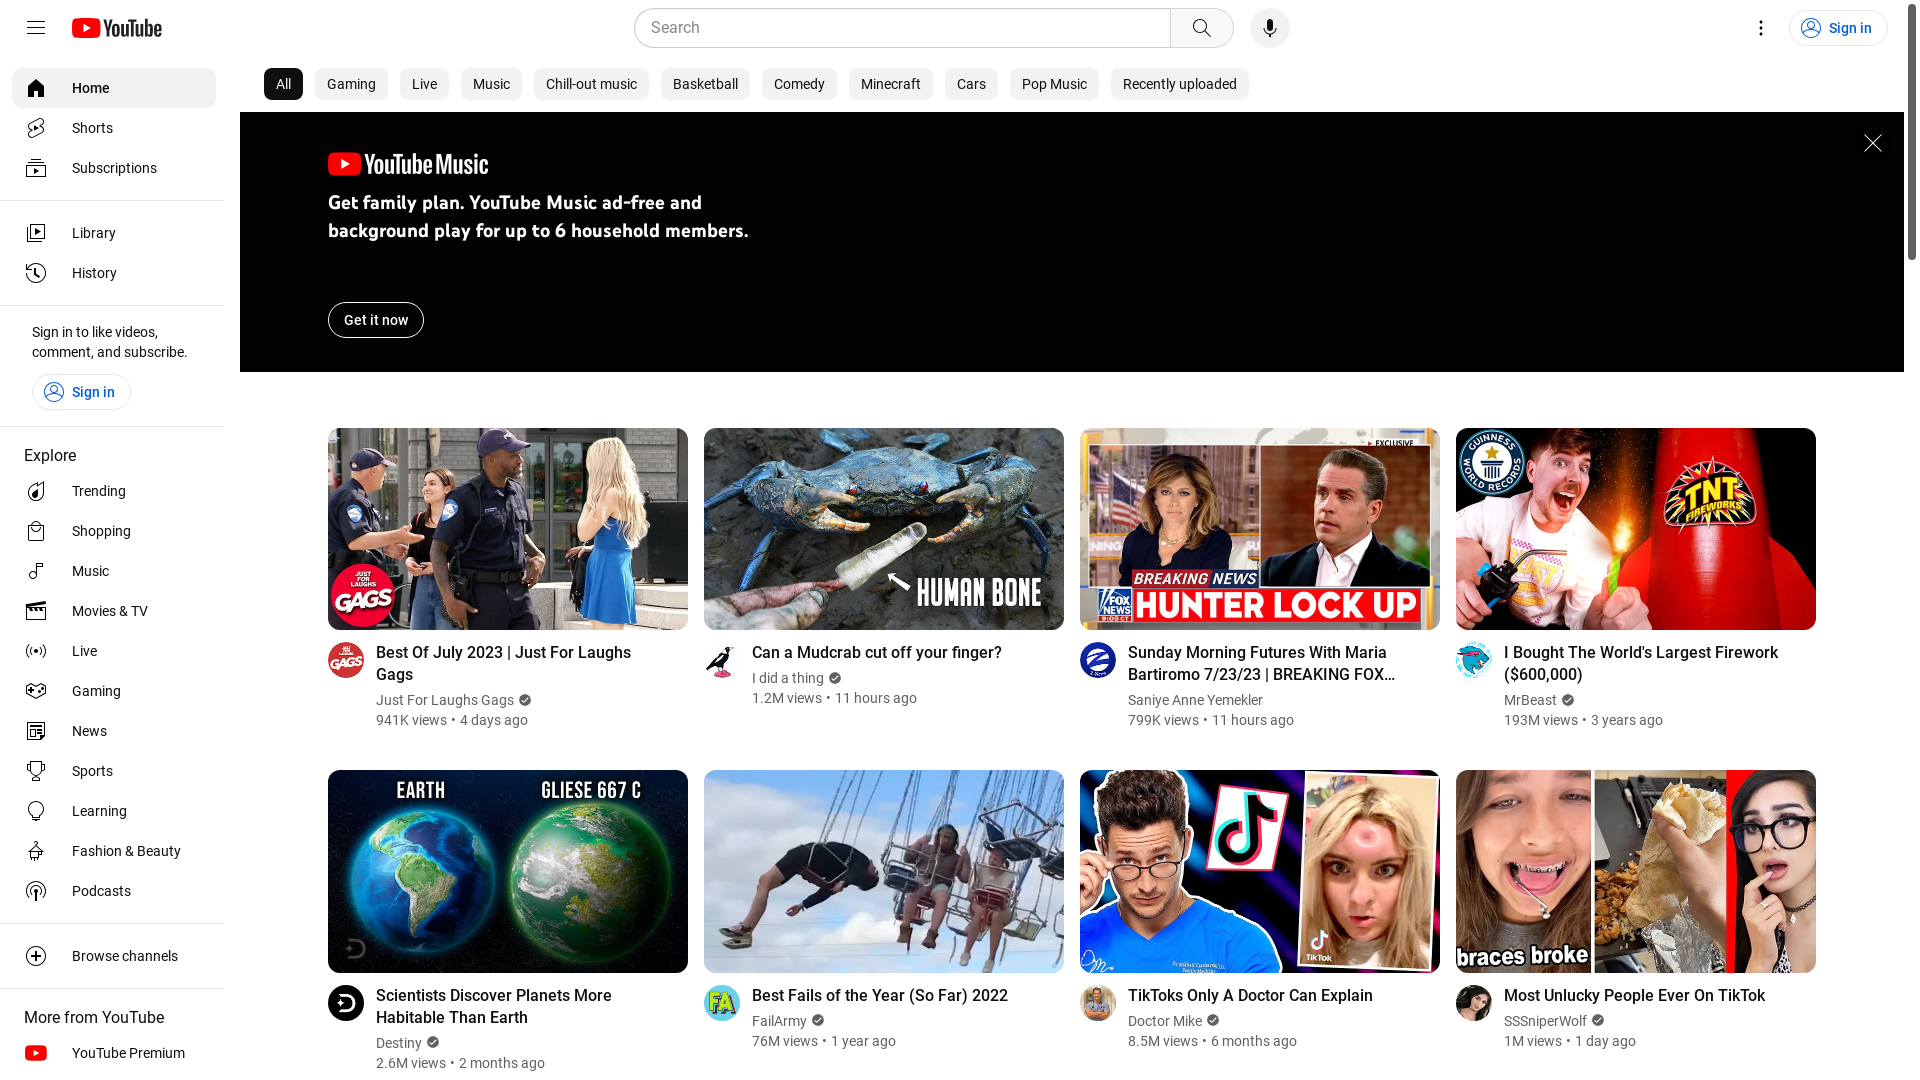 YouTube
Search
Sign in
Home
Shorts
Subscriptions
Library
History
Sign in to like videos,
comment, and subscribe.
Sign in
Explore
Trending
Shopping
Music
Movies & TV
Live
Gaming
News
Sports
Learning
Fashion & Beauty
Podcasts
Browse channels
More from YouTube
YouTube Premium
All
Gaming
Live
Music
Chill-out music
Basketball
Comedy
Minecraft
Cars
Pop Music
Recently uploaded
YouTube Music
Get family plan. YouTube Music ad-free and
background play for up to 6 household members.
Get it now
JUST
FOR
LAUGHS
GAGS
GAGS
Best Of July 2023 | Just For Laughs
Gags
Just For Laughs Gags
941K views • 4 days ago
HUMAN BONE
Can a Mudcrab cut off your finger?
I did a thing
1.2M views • 11 hours ago
EXCLUSIVE
BREAKING NEWS
FOX
NEWS
HUNTER LOCK UP
Sunday Morning Futures With Maria
Bartiromo 7/23/23 | BREAKING FOX...
Saniye Anne Yemekler
799K views • 11 hours ago
GUINNESS
WORLD RECORDS
TNT
FIREWORKS
I Bought The World's Largest Firework
($600,000)
MrBeast
193M views • 3 years ago
EARTH
GLIESE 667 C
Scientists Discover Planets More
Habitable Than Earth
Destiny
2.6M views • 2 months ago
FA
Best Fails of the Year (So Far) 2022
FailArmy
76M views • 1 year ago
TikTok
TikToks Only A Doctor Can Explain
Doctor Mike
8.5M views • 6 months ago
braces broke
Most Unlucky People Ever On TikTok
SSSniperWolf
1M views • 1 day ago